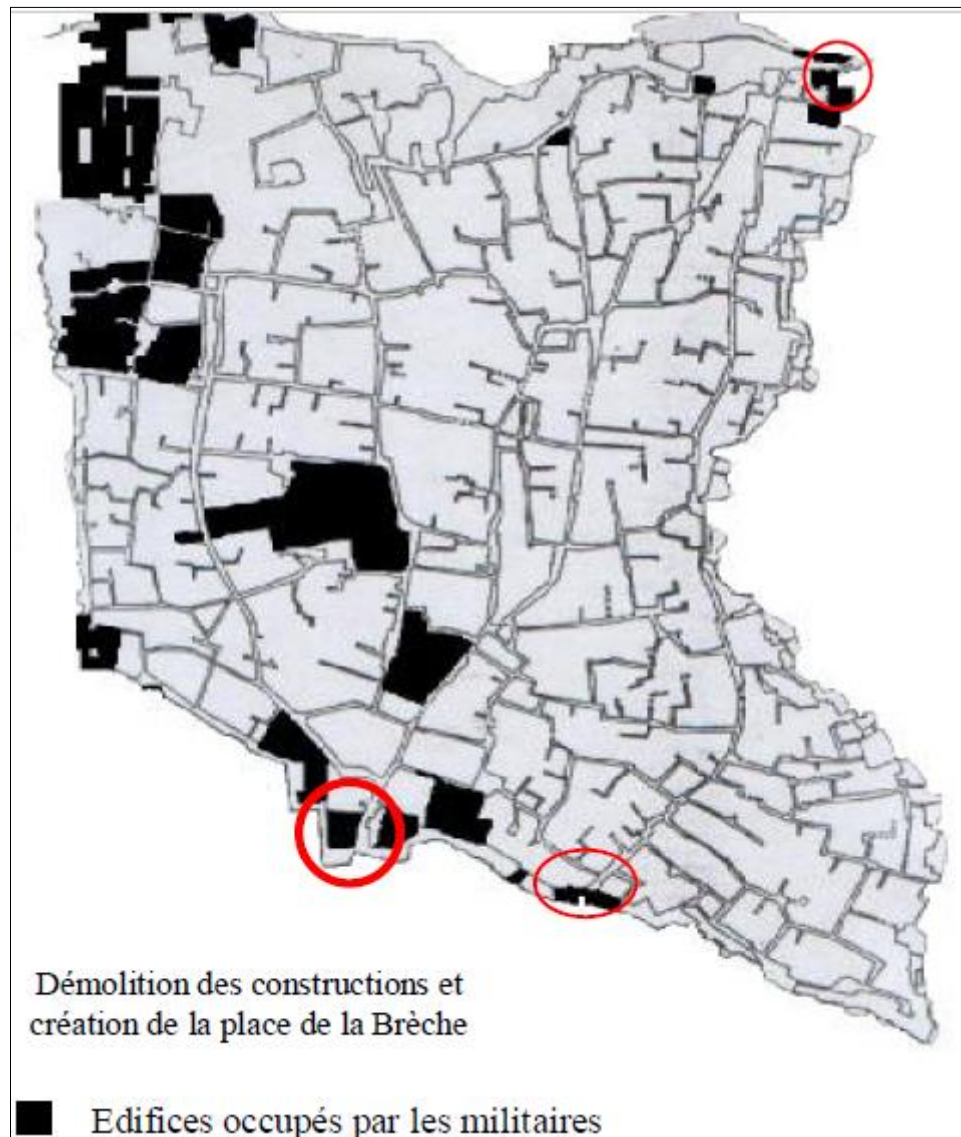 Démolition des constructions et
création de la place de la Brèche
Edifices occupés par les militaires